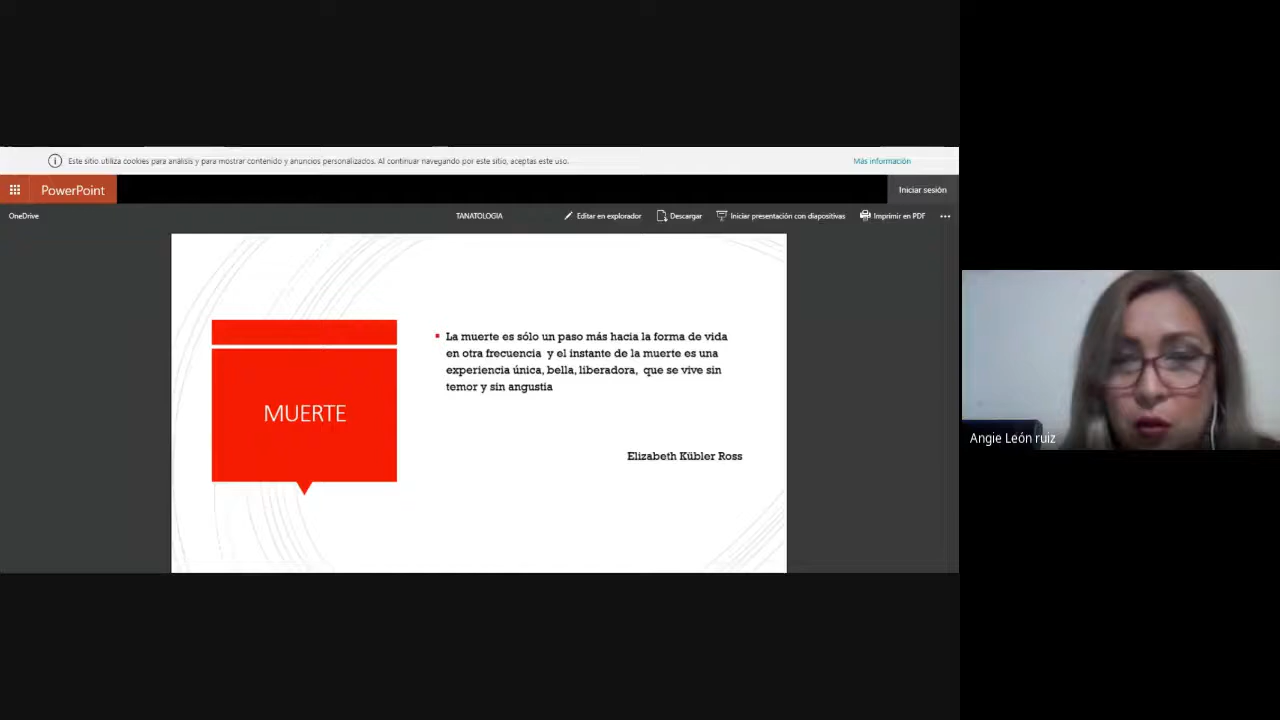 Este sitio utiliza cookies para análisis y para mostrar contenido y anuncios personalizados. Al continuar navegando por este sitio, aceptas este uso.
Más información
PowerPoint
Iniciar sesión
OneDrive
TANATOLOGIA
Editar en explorador
Descargar
Iniciar presentación con diapositivas
Imprimir en PDF
MUERTE
La muerte es sólo un paso más hacia la forma de vida
en otra frecuencia y el instante de la muerte es una
experiencia única, bella, liberadora, que se vive sin
temor y sin angustia
Elizabeth Kübler Ross
Angie León ruiz